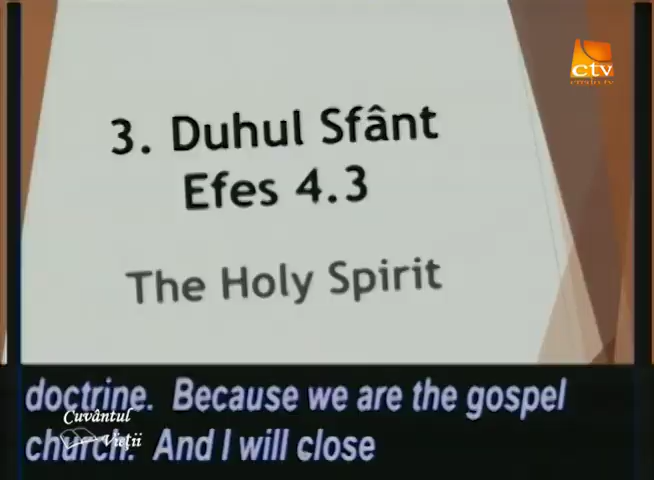 ctv
3. Duhul Sfânt
Efes 4.3
The Holy Spirit
doctrine. Because we are the gospel
church. And I will close
Cuvântul
Vieții